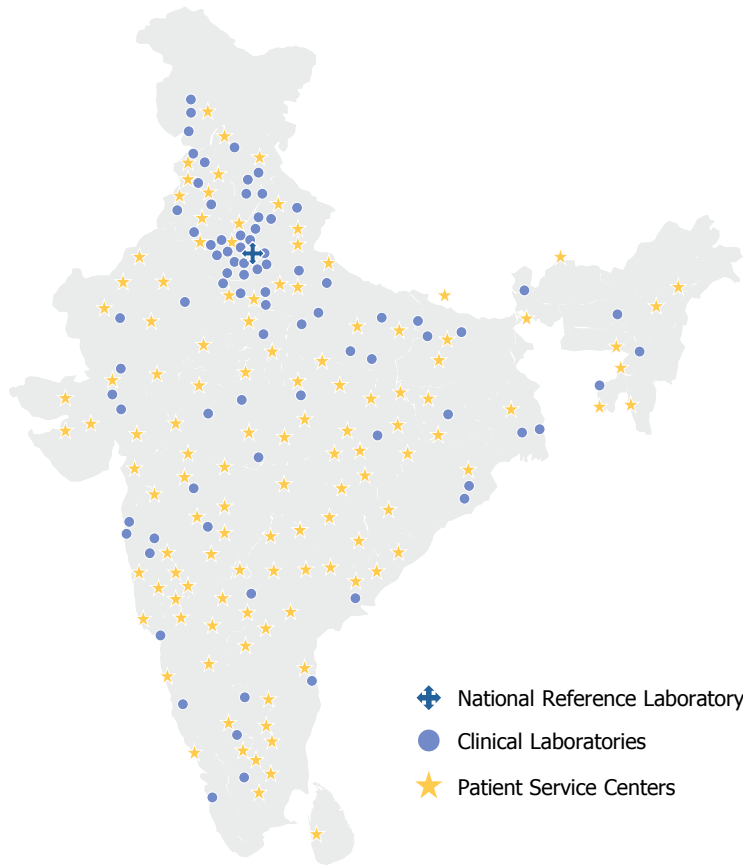 National Reference Laboratory
Clinical Laboratories
Patient Service Centers